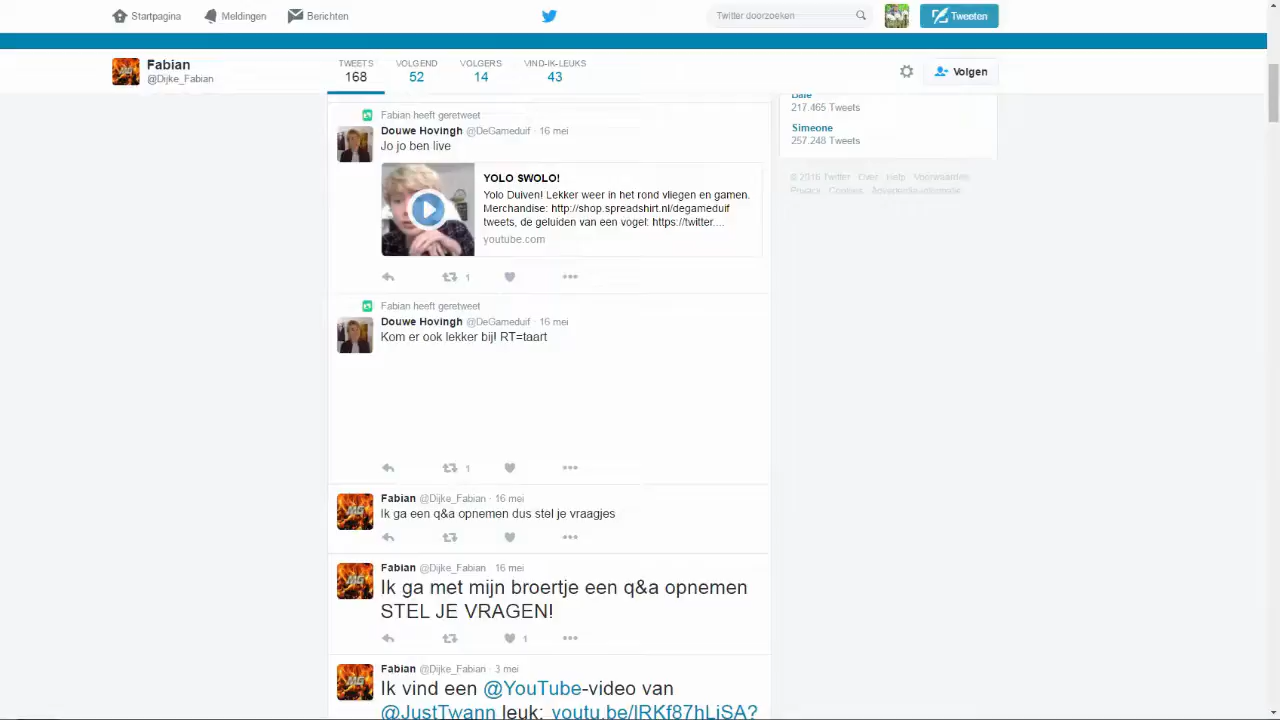 Startpagina Meldingen Berichten Twitter doorzoeken Tweeten
Fabian
@Dijke_Fabian
TWEETS VOLGEND VOLGERS VIND-IK-LEUKS
168 52 14 43
Volgen
Bale
217.465 Tweets
Simeone
257.248 Tweets
© 2016 Twitter Over Help Voorwaarden
Privacy Cookies Advertentie-informatie
Fabian heeft geretweet
Douwe Hovingh @DeGameduif · 16 mei
Jo jo ben live
YOLO SWOLO!
Yolo Duiven! Lekker weer in het rond vliegen en gamen.
Merchandise: http://shop.spreadshirt.nl/degameduif
tweets, de geluiden van een vogel: https://twitter....
youtube.com
1
Fabian heeft geretweet
Douwe Hovingh @DeGameduif · 16 mei
Kom er ook lekker bij! RT=taart
1
Fabian @Dijke_Fabian · 16 mei
Ik ga een q&a opnemen dus stel je vraagjes
Fabian @Dijke_Fabian 16 mei
Ik ga met mijn broertje een q&a opnemen
STEL JE VRAGEN!
1
Fabian @Dijke_Fabian · 3 mei
Ik vind een @YouTube-video van
@JustTwann leuk: youtu.be/lRKf87hLiSA?